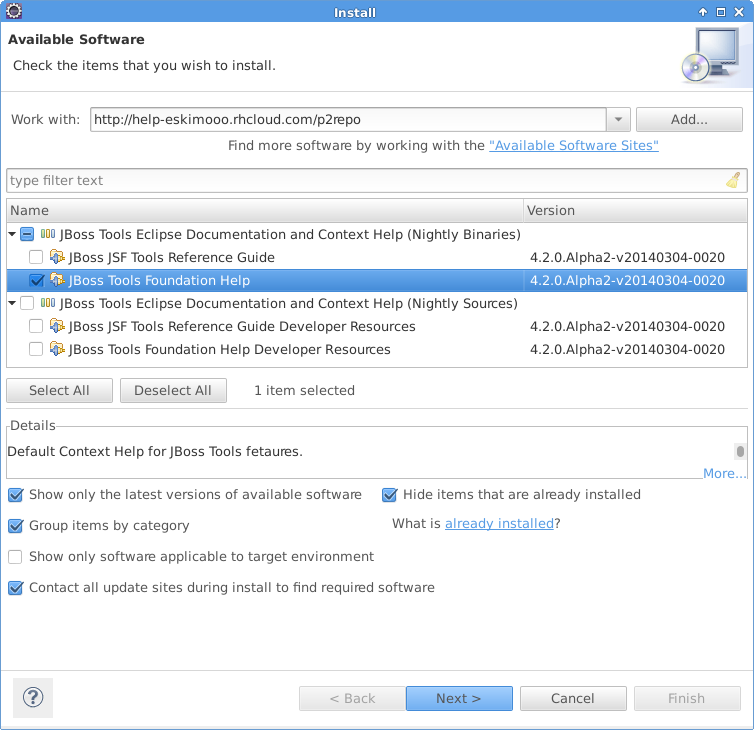 Install
Available Software
Check the items that you wish to install.
Work with: http://help-eskimooo.rhcloud.com/p2repo Add...
Find more software by working with the "Available Software Sites"
type filter text
Name Version
JBoss Tools Eclipse Documentation and Context Help (Nightly Binaries)
JBoss JSF Tools Reference Guide 4.2.0.Alpha2-v20140304-0020
JBoss Tools Foundation Help 4.2.0.Alpha2-v20140304-0020
JBoss Tools Eclipse Documentation and Context Help (Nightly Sources)
JBoss JSF Tools Reference Guide Developer Resources 4.2.0.Alpha2-v20140304-0020
JBoss Tools Foundation Help Developer Resources 4.2.0.Alpha2-v20140304-0020
Select All Deselect All 1 item selected
Details
Default Context Help for JBoss Tools fetaures.
More...
Show only the latest versions of available software Hide items that are already installed
Group items by category What is already installed?
Show only software applicable to target environment
Contact all update sites during install to find required software
? < Back Next > Cancel Finish